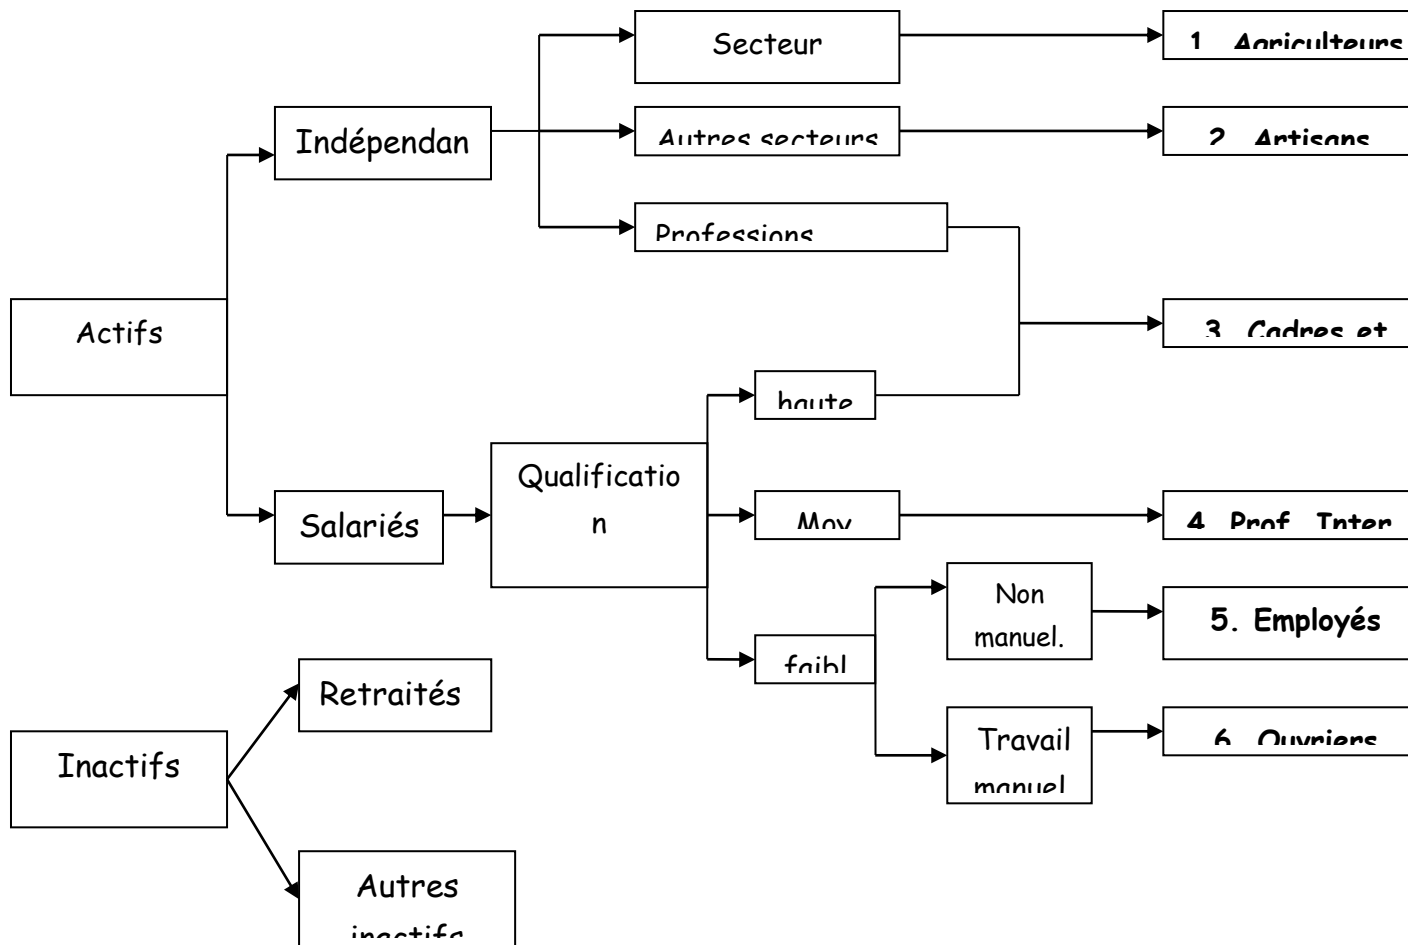 Secteur
1. Agriculteurs
Indépendan
Autres secteurs
2. Artisans
Professions
Actifs
3. Cadres et
haute
Qualificatio
n
Salariés
Moy
4. Prof. Inter
Non
manuel.
5. Employés
faibl
Retraités
Travail
manuel
6. Ouvriers
Inactifs
Autres
inactifs